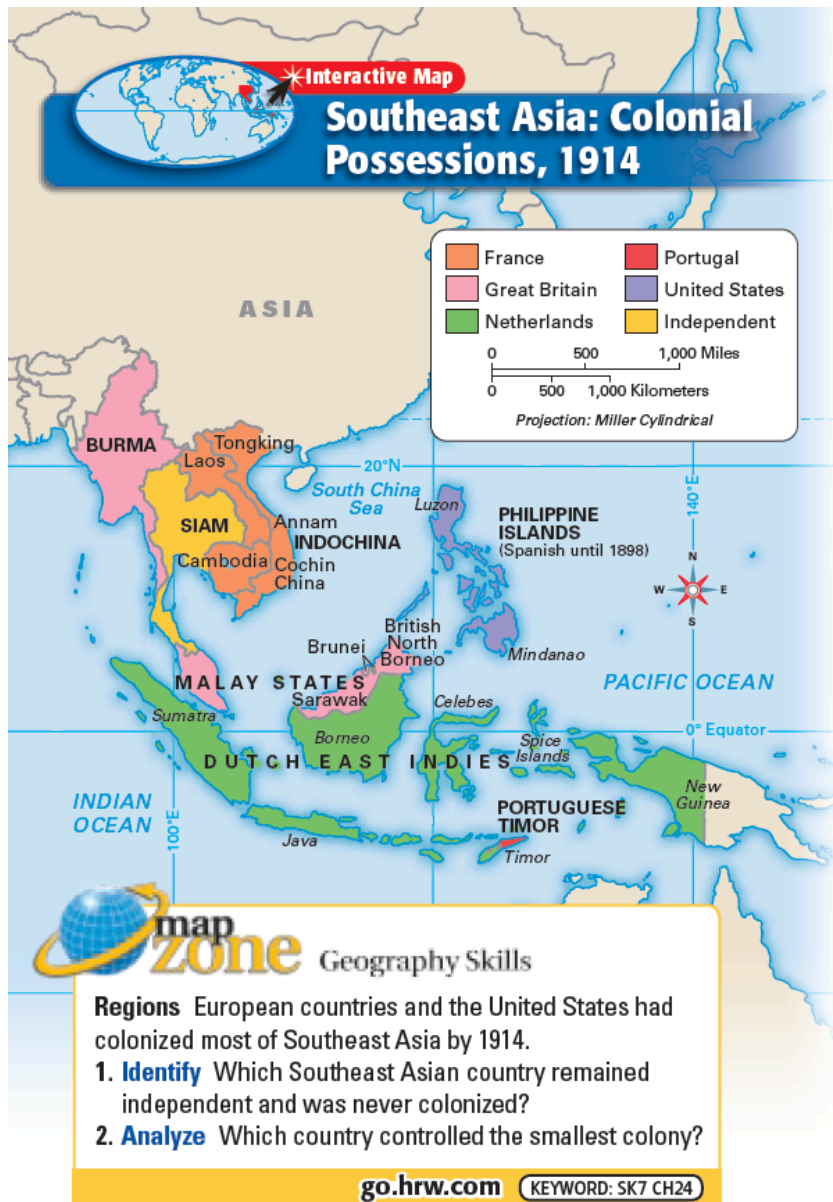 Interactive Map
Southeast Asia: Colonial
Possessions, 1914
France
Great Britain
Netherlands
Portugal
United States
Independent
0 500 1,000 Miles
0 500 1,000 Kilometers
Projection: Miller Cylindrical
ASIA
BURMA
Tongking
Laos
20°N
South China
Sea
Luzon
PHILIPPINE
ISLANDS
(Spanish until 1898)
140°E
SIAM
Annam
INDOCHINA
Cambodia
Cochin
China
N
W E
S
British
North
Borneo
Brunei
Mindanao
MALAY STATES
Sarawak
PACIFIC OCEAN
Sumatra
Celebes
0° Equator
Borneo
Spice
Islands
DUTCH EAST INDIES
New
Guinea
INDIAN
OCEAN
100°E
PORTUGUESE
TIMOR
Java
Timor
map
zone Geography Skills
Regions European countries and the United States had
colonized most of Southeast Asia by 1914.
1. Identify Which Southeast Asian country remained
independent and was never colonized?
2. Analyze Which country controlled the smallest colony?
go.hrw.com KEYWORD: SK7 CH24